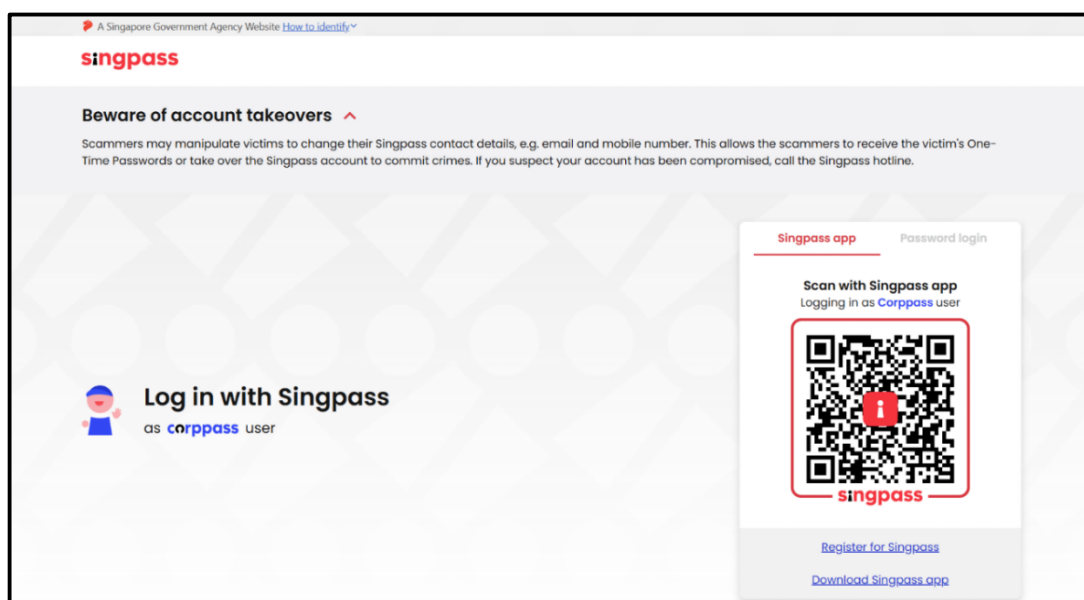 A Singapore Government Agency Website How to identify
singpass
Beware of account takeovers
Scammers may manipulate victims to change their Singpass contact details, e.g. email and mobile number. This allows the scammers to receive the victim's One-
Time Passwords or take over the Singpass account to commit crimes. If you suspect your account has been compromised, call the Singpass hotline.
Singpass app Password login
Scan with Singpass app
Logging in as Corppass user
Log in with Singpass
as corppass user
singpass
Register for Singpass
Download Singpass app